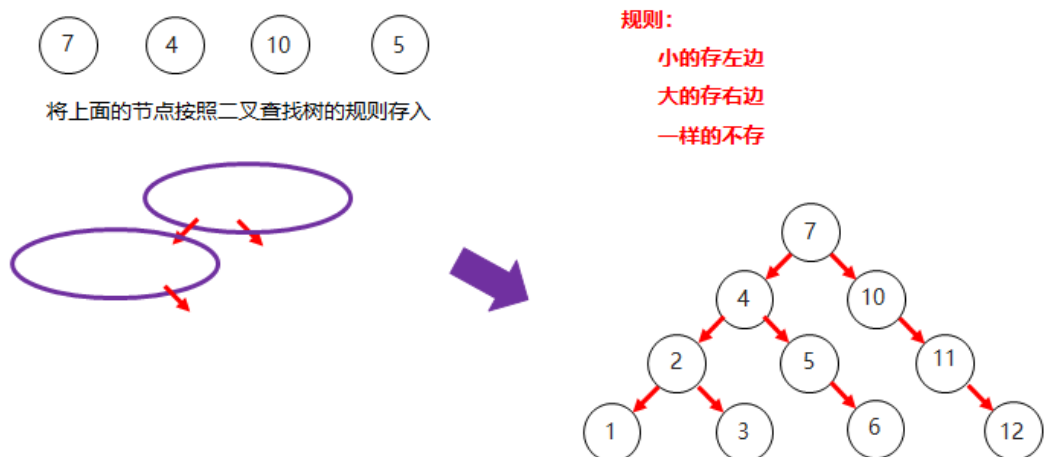 7 4 10 5
将上面的节点按照二叉查找树的规则存入
规则：
小的存左边
大的存右边
一样的不存
7
4 10
2 5 11
1 3 6 12